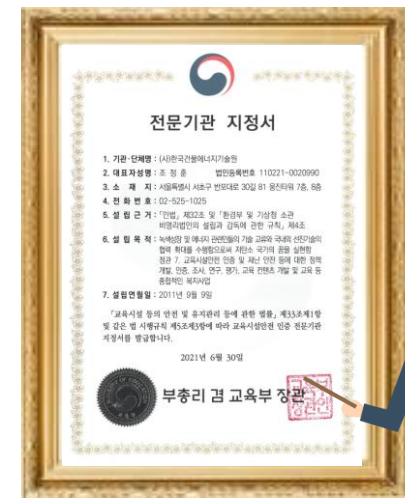 전문기관 지정서
1. 기관·단체명 : (사)한국건물에너지기술원
2. 대표자성명 : 조 정 훈 법인등록번호 110221-0020990
3. 소 재 지 : 서울특별시 서초구 반포대로 30길 81 웅진타워 7층, 8층
4. 전 화 번 호 : 02-525-1025
5. 설 립 근 거 : 「민법」 제32조 및 「환경부 및 기상청 소관
비영리법인의 설립과 감독에 관한 규칙」 제4조
6. 설 립 목 적 : 녹색성장 및 에너지 관련인들의 기술 교류와 국내외 선진기술의
협력 확대를 수행함으로써 저탄소 국가의 꿈을 실현함
정관 7. 교육시설안전 인증 및 재난 안전 등에 대한 정책
개발, 인증, 조사, 연구, 평가, 교육 컨텐츠 개발 및 교육 등
종합적인 복지사업
7. 설립연월일 : 2011년 9월 9일
「교육시설 등의 안전 및 유지관리 등에 관한 법률」 제33조제1항
및 같은 법 시행규칙 제5조제3항에 따라 교육시설안전 인증 전문기관
지정서를 발급합니다.
2021년 6월 30일
부총리 겸 교육부 장관